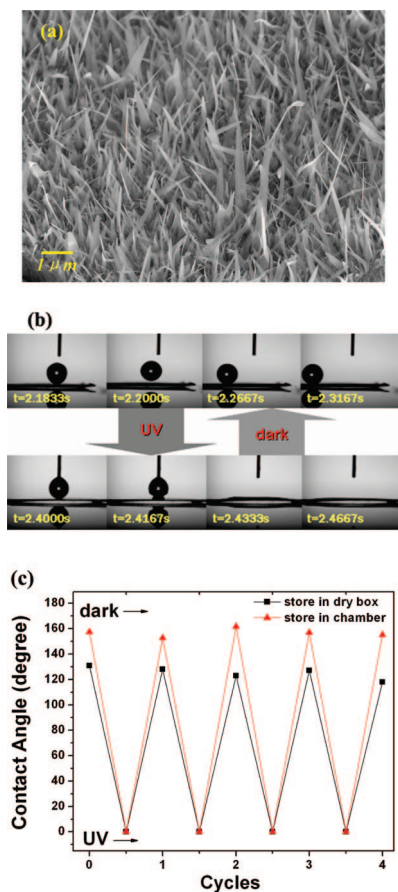 (a)
1 μm
(b)
t=2.1833s t=2.2000s t=2.2667s t=2.3167s
UV dark
t=2.4000s t=2.4167s t=2.4333s t=2.4667s
(c)
180
160
140
120
100
80
60
40
20
0
Contact Angle (degree)
dark
store in dry box
store in chamber
UV
0 1 2 3 4
Cycles